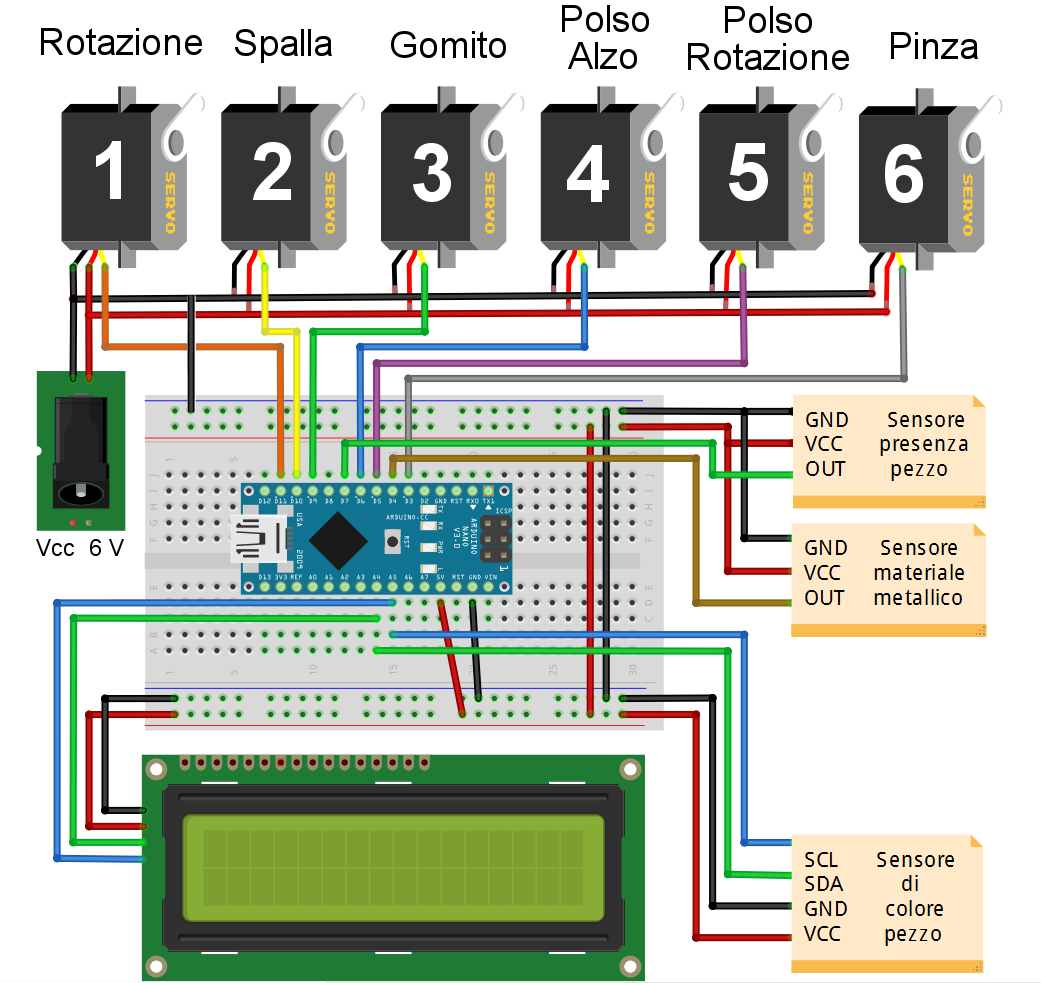 Rotazione
Spalla
Gomito
Polso
Alzo
Polso
Rotazione
Pinza
1
2
3
4
5
6
SERVO
SERVO
SERVO
SERVO
SERVO
SERVO
Vcc 6 V
GND Sensore
VCC presenza
OUT pezzo
GND Sensore
VCC materiale
OUT metallico
J
I
H
G
F
J
I
H
G
F
D12 D11 D10 D9 D8 D7 D6 D5 D4 D3 D2 GND RST RX0 TX1
ARDUINO.CC
ARDUINO
NANO
V3.0
ICSP
1
TX
RX
PWR
L
RST
USA
2009
D13 3V3 REF A0 A1 A2 A3 A4 A5 A6 A7 5V RST GND VIN
E
D
C
B
A
E
D
C
B
A
1 5 10 15 20 25 30
SCL Sensore
SDA di
GND colore
VCC pezzo